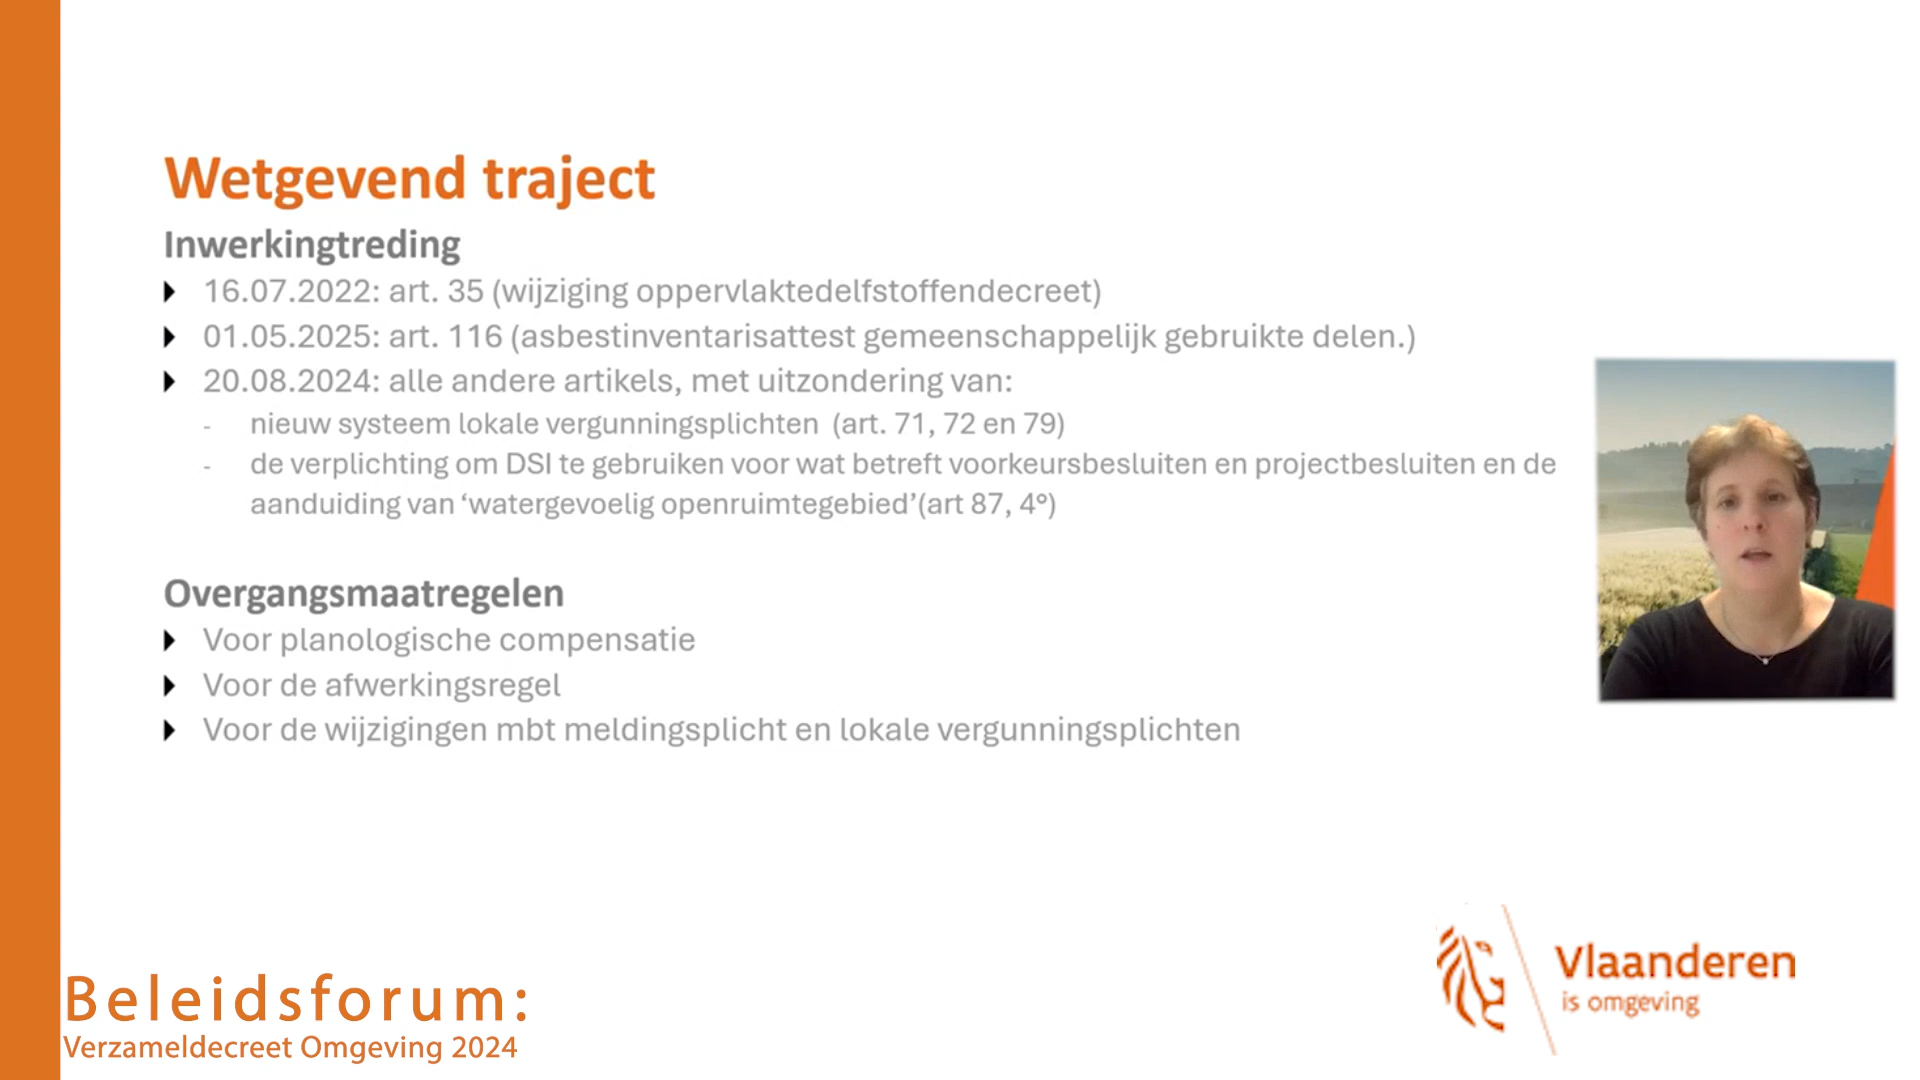 Wetgevend traject
Inwerkingtreding
16.07.2022: art. 35 (wijziging oppervlaktedelfstoffendecreet)
01.05.2025: art. 116 (asbestinventarisattest gemeenschappelijk gebruikte delen.)
20.08.2024: alle andere artikels, met uitzondering van:
- nieuw systeem lokale vergunningsplichten (art. 71, 72 en 79)
- de verplichting om DSI te gebruiken voor wat betreft voorkeursbesluiten en projectbesluiten en de
aanduiding van ‘watergevoelig openruimtegebied’(art 87, 4°)
Overgangsmaatregelen
Voor planologische compensatie
Voor de afwerkingsregel
Voor de wijzigingen mbt meldingsplicht en lokale vergunningsplichten
Beleidsforum:
Verzameldecreet Omgeving 2024
Vlaanderen
is omgeving